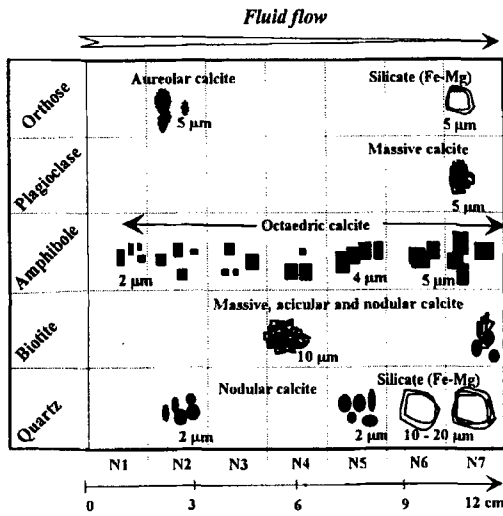 Fluid flow
Orthose
Aureolar calcite
5 µm
Silicate (Fe-Mg)
5 µm
Plagioclase
Massive calcite
5 µm
Amphibole
Octaedric calcite
2 µm
4 µm
5 µm
Biotite
Massive, acicular and nodular calcite
10 µm
Quartz
Nodular calcite
2 µm
2 µm
Silicate (Fe-Mg)
10 - 20 µm
N1 N2 N3 N4 N5 N6 N7
0 3 6 9 12 cm